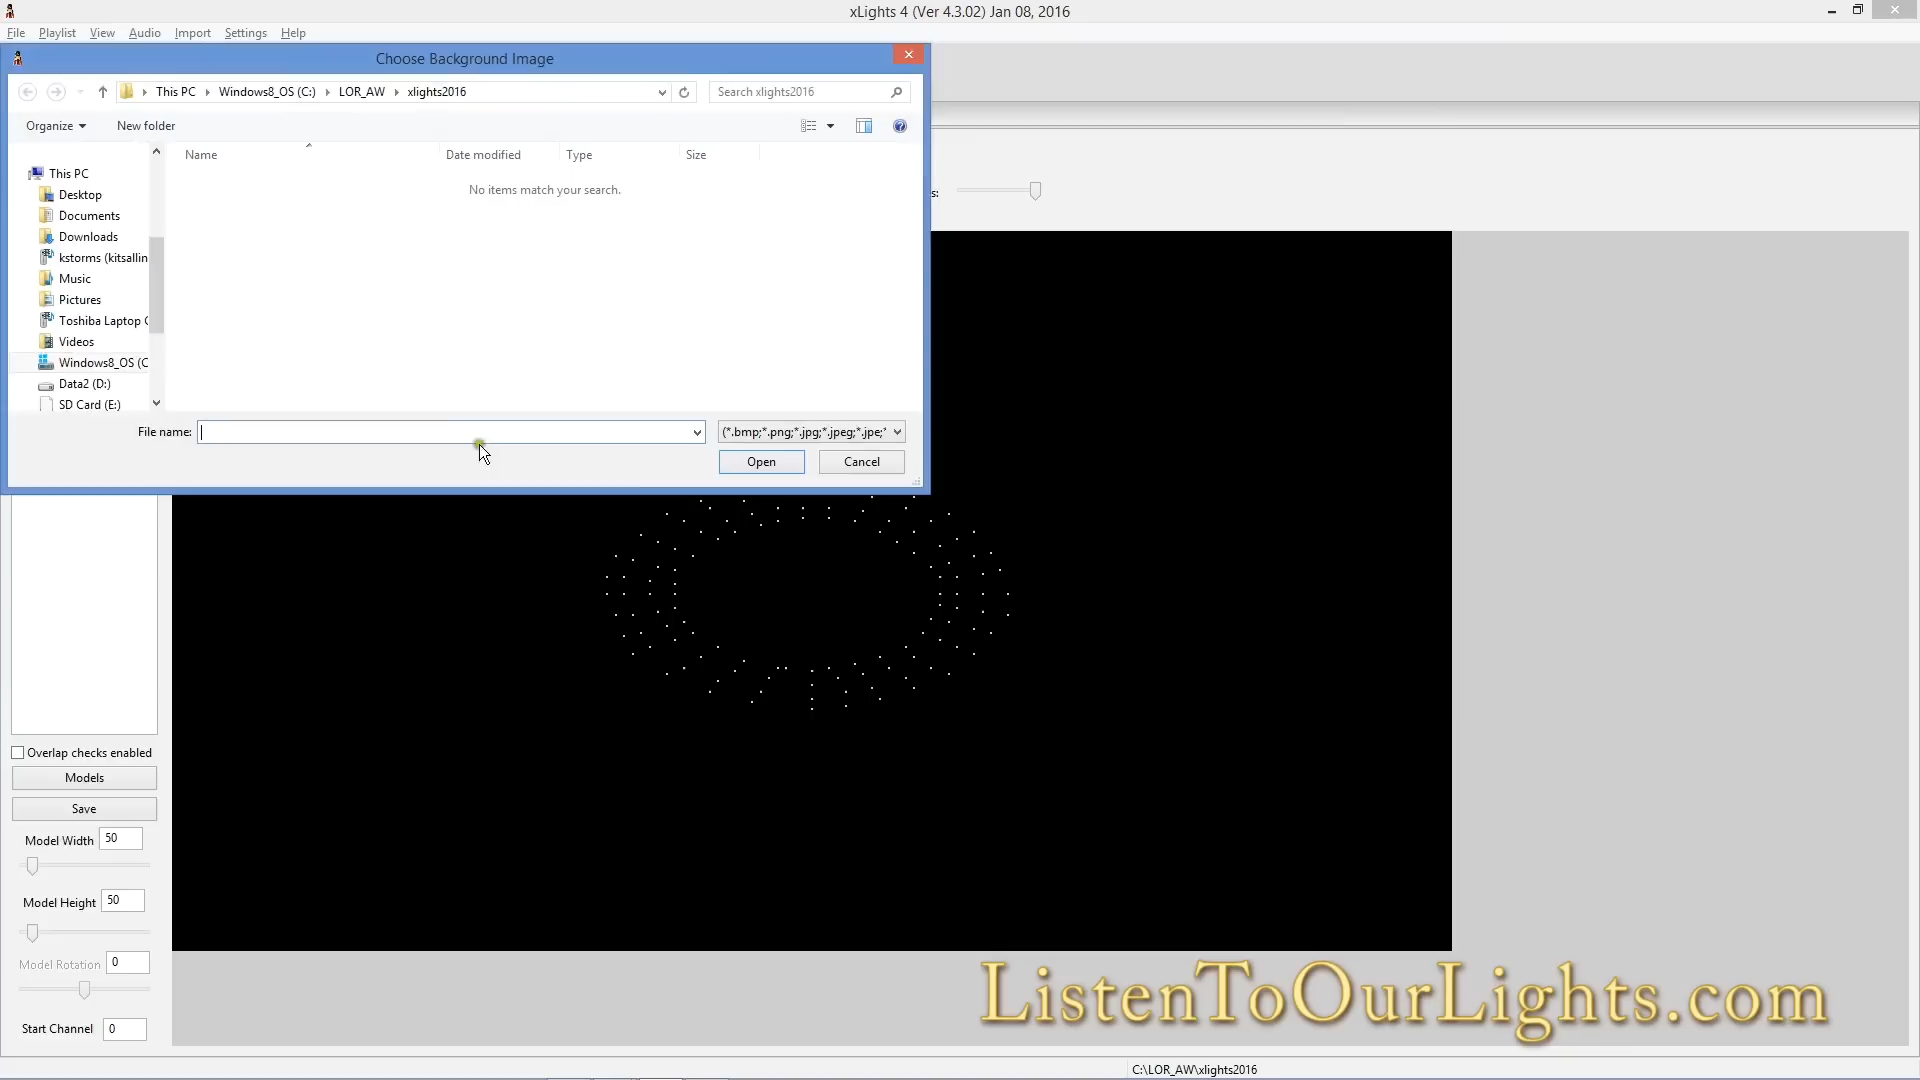 xLights 4 (Ver 4.3.02) Jan 08, 2016
File Playlist View Audio Import Settings Help
Choose Background Image
This PC Windows8_OS (C:) LOR_AW xlights2016
Search xlights2016
Organize New folder
Name Date modified Type Size
No items match your search.
This PC
Desktop
Documents
Downloads
kstorms (kitsallin
Music
Pictures
Toshiba Laptop C
Videos
Windows8_OS (C
Data2 (D:)
SD Card (E:)
s:
File name:
(*.bmp;*.png;*.jpg;*.jpeg;*.jpe;*
Open Cancel
Overlap checks enabled
Models
Save
Model Width 50
Model Height 50
Model Rotation 0
Start Channel 0
ListenToOurLights.com
C:\LOR_AW\xlights2016